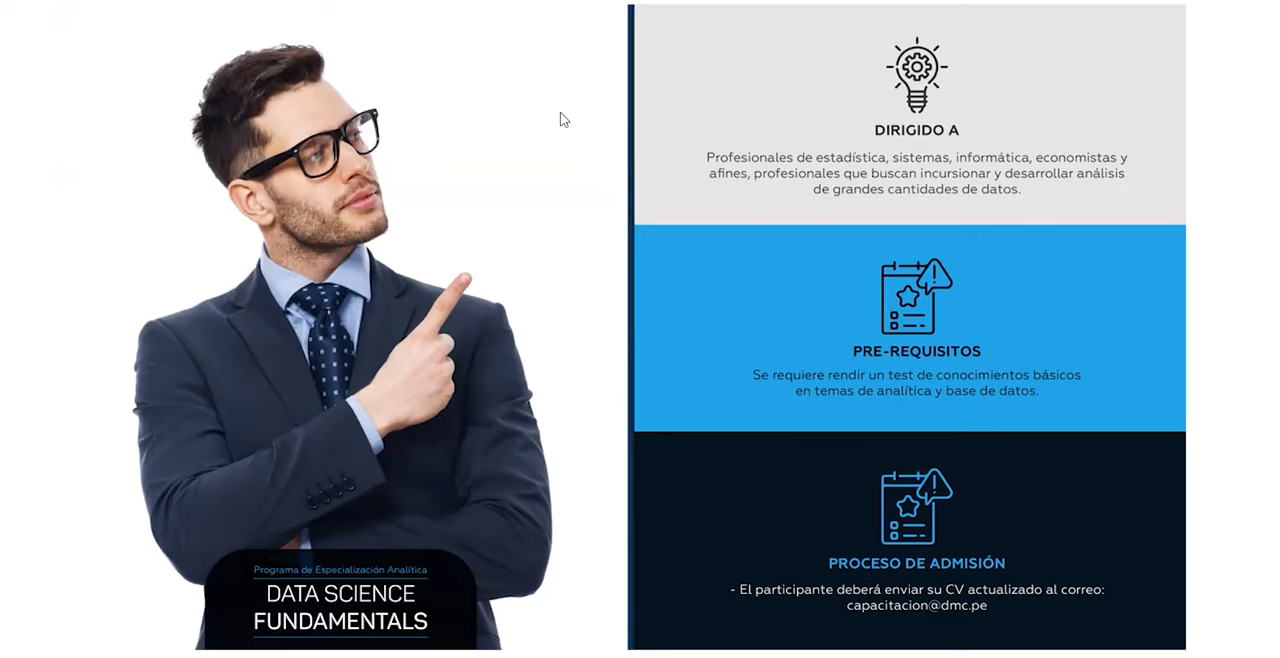 DIRIGIDO A
Profesionales de estadística, sistemas, informática, economistas y
afines, profesionales que buscan incursionar y desarrollar análisis
de grandes cantidades de datos.
PRE-REQUISITOS
Se requiere rendir un test de conocimientos básicos
en temas de analítica y base de datos.
PROCESO DE ADMISIÓN
- El participante deberá enviar su CV actualizado al correo:
capacitacion@dmc.pe
Programa de Especialización Analítica
DATA SCIENCE
FUNDAMENTALS